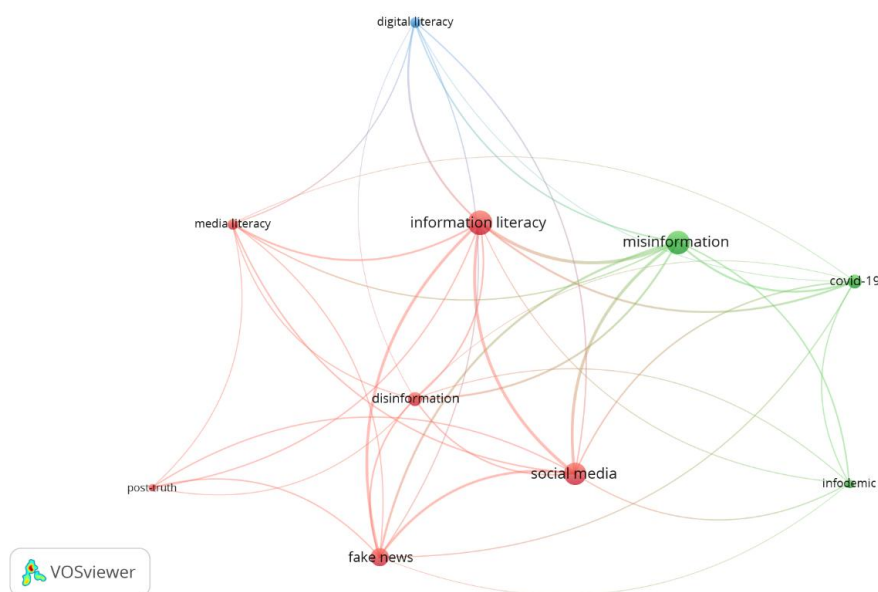 digital literacy
media literacy
information literacy
misinformation
covid-19
disinformation
social media
post-truth
infodemic
fake news
VOSviewer